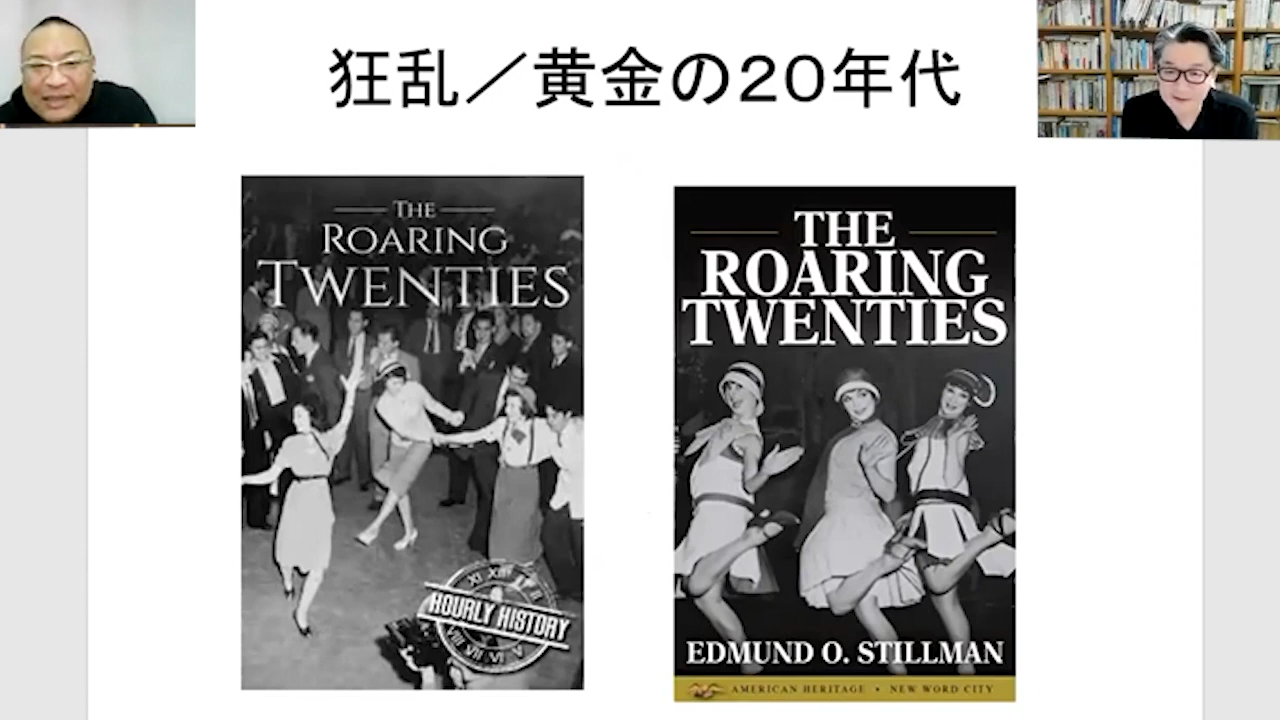 狂乱／黄金の２０年代
THE
ROARING
TWENTIES
HOURLY HISTORY
THE
ROARING
TWENTIES
EDMUND O. STILLMAN
AMERICAN HERITAGE • NEW WORD CITY